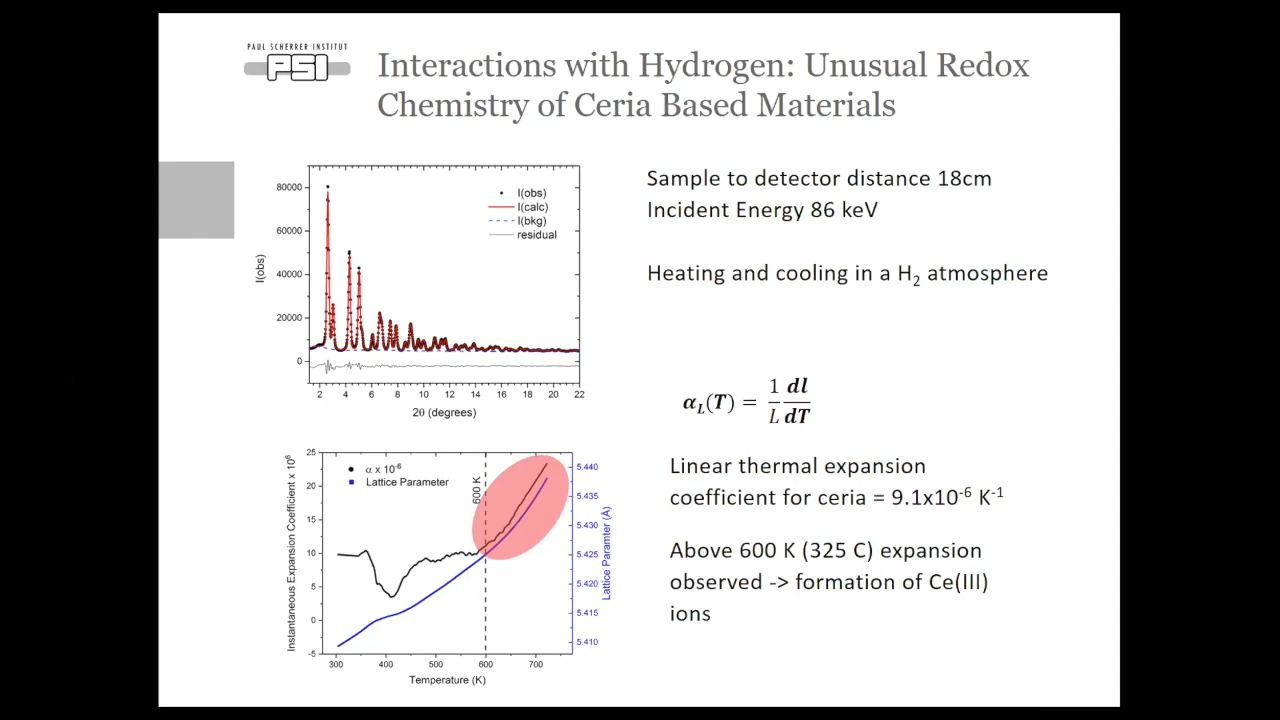 PAUL SCHERRER INSTITUT
PSI
Interactions with Hydrogen: Unusual Redox
Chemistry of Ceria Based Materials
80000
60000
40000
20000
0
I(obs)
I(obs)
I(calc)
I(bkg)
residual
2 4 6 8 10 12 14 16 18 20 22
2θ (degrees)
Sample to detector distance 18cm
Incident Energy 86 keV
Heating and cooling in a H₂ atmosphere
α_L(T) = 1/L dl/dT
25
20
15
10
5
0
-5
Instantaneous Expansion Coefficient x 10⁶
α x 10⁻⁶
Lattice Parameter
600 K
5.440
5.435
5.430
5.425
5.420
5.415
5.410
Lattice Paramter (Å)
300 400 500 600 700
Temperature (K)
Linear thermal expansion
coefficient for ceria = 9.1x10⁻⁶ K⁻¹
Above 600 K (325 C) expansion
observed -> formation of Ce(III)
ions